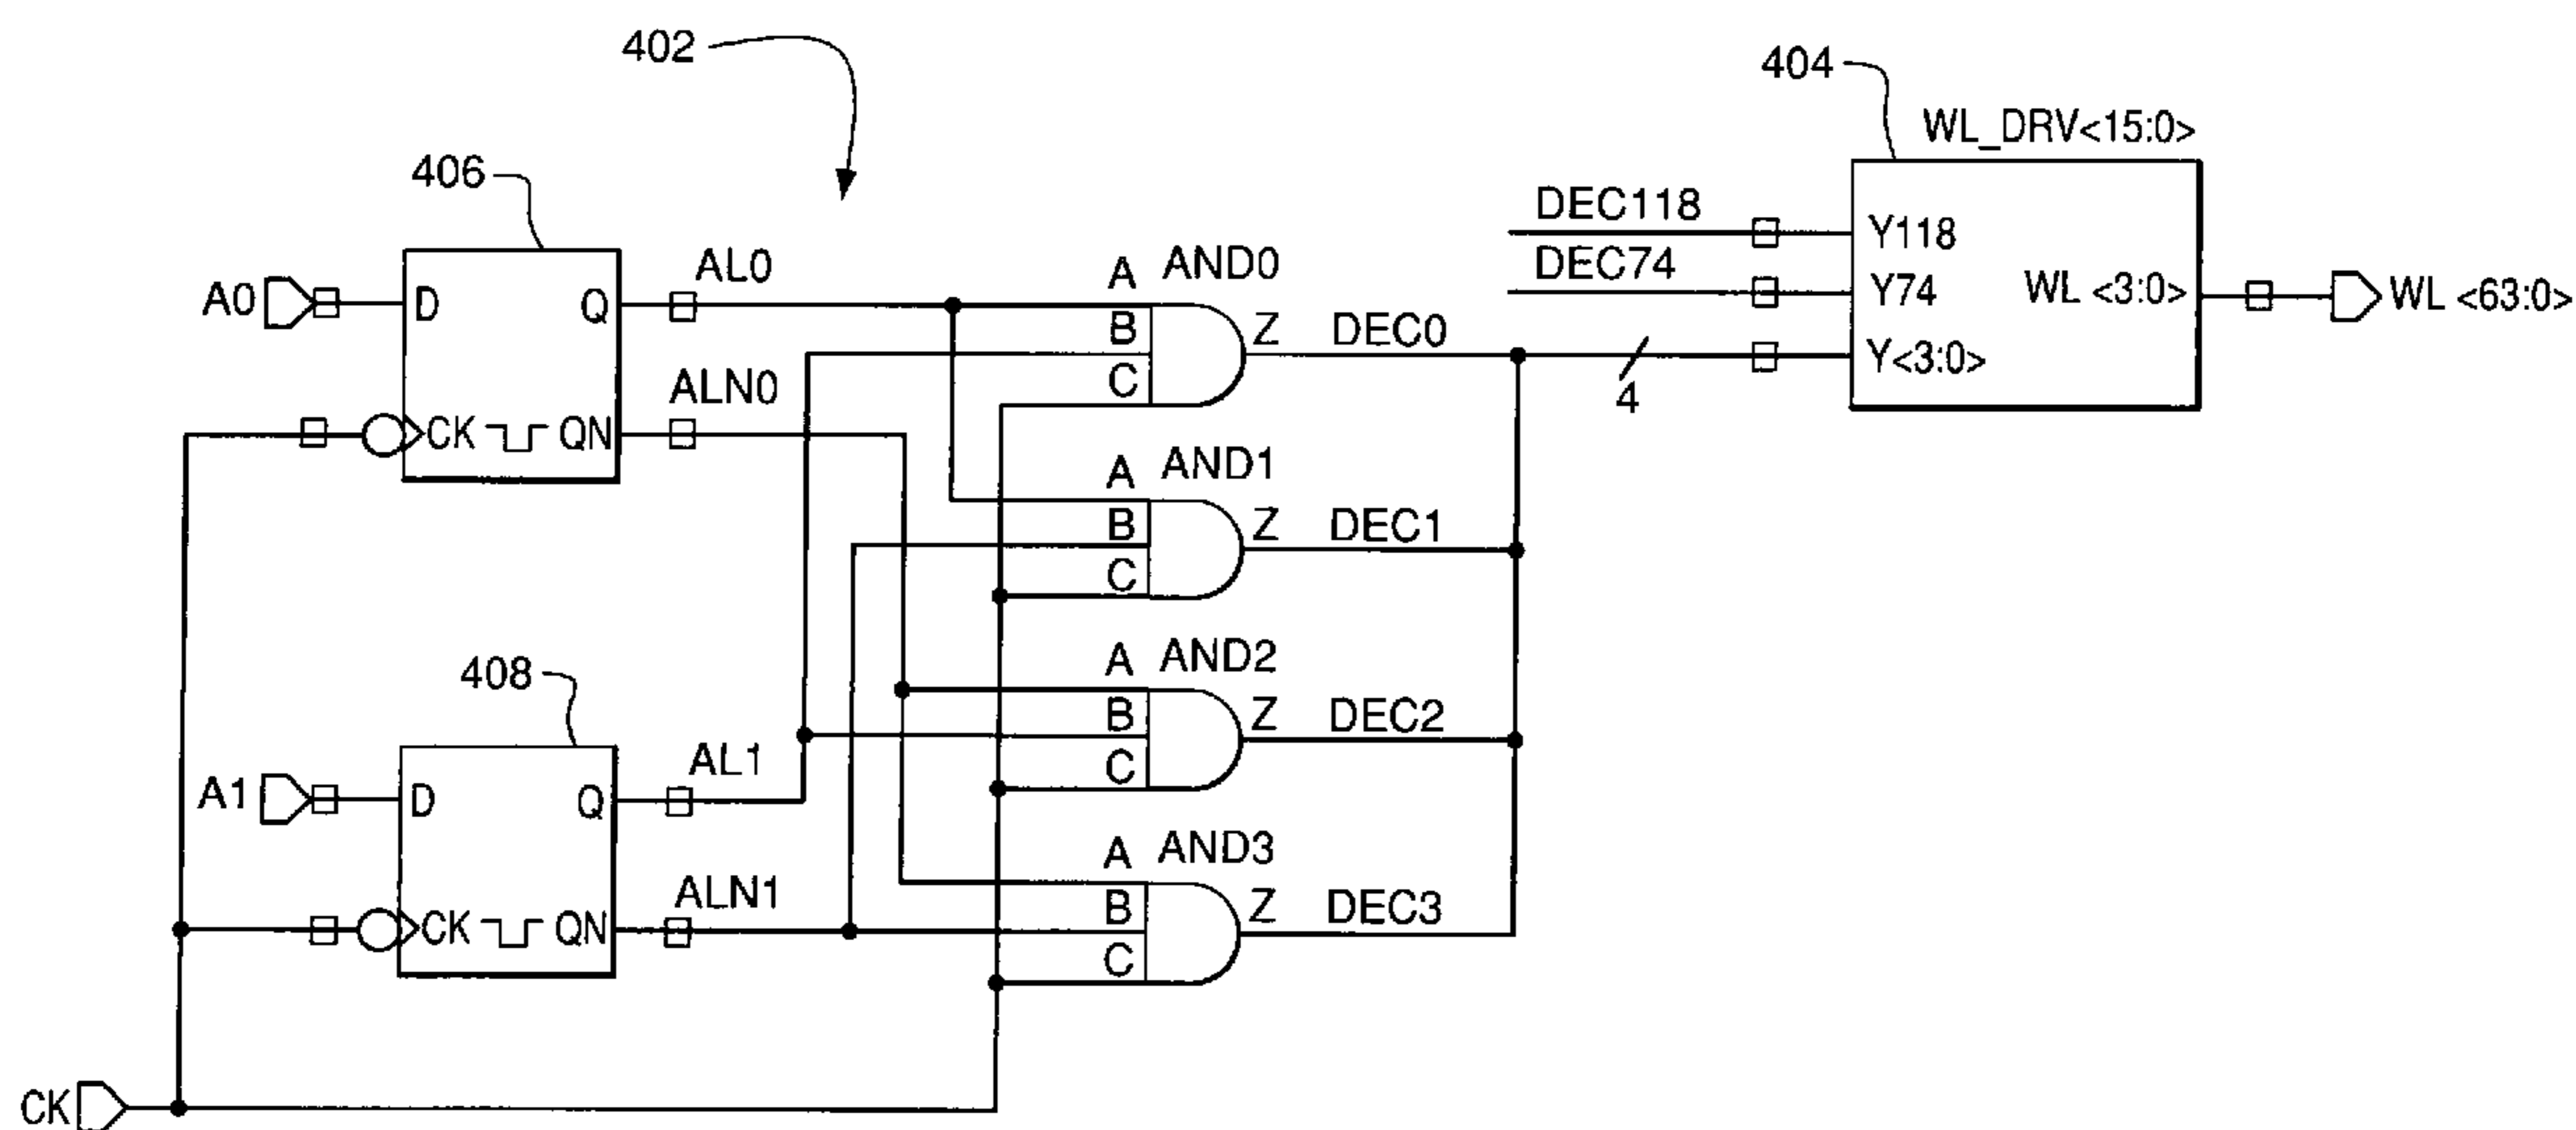 402
404
WL_DRV<15:0>
406
DEC118
Y118
AL0
A AND0
DEC74
Y74
WL <3:0>
WL <63:0>
A0
D
Q
B
Z
DEC0
Y<3:0>
C
4
ALN0
CK
QN
A AND1
B
Z
DEC1
C
408
A AND2
B
Z
DEC2
C
AL1
A1
D
Q
A AND3
ALN1
B
Z
DEC3
CK
QN
C
CK